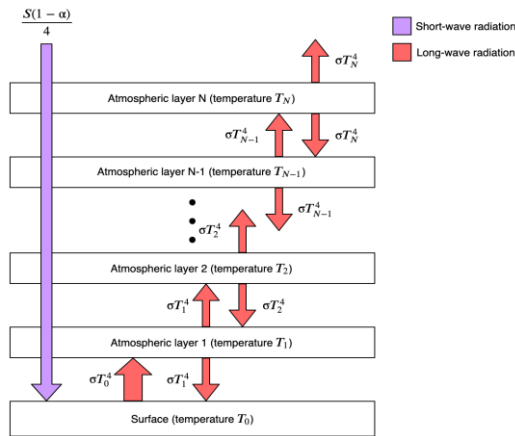 S(1 − α)
4
Short-wave radiation
Long-wave radiation
σT_N^4
Atmospheric layer N (temperature T_N)
σT_{N−1}^4
σT_N^4
Atmospheric layer N-1 (temperature T_{N−1})
σT_{N−1}^4
σT_2^4
Atmospheric layer 2 (temperature T_2)
σT_1^4
σT_2^4
Atmospheric layer 1 (temperature T_1)
σT_0^4
σT_1^4
Surface (temperature T_0)